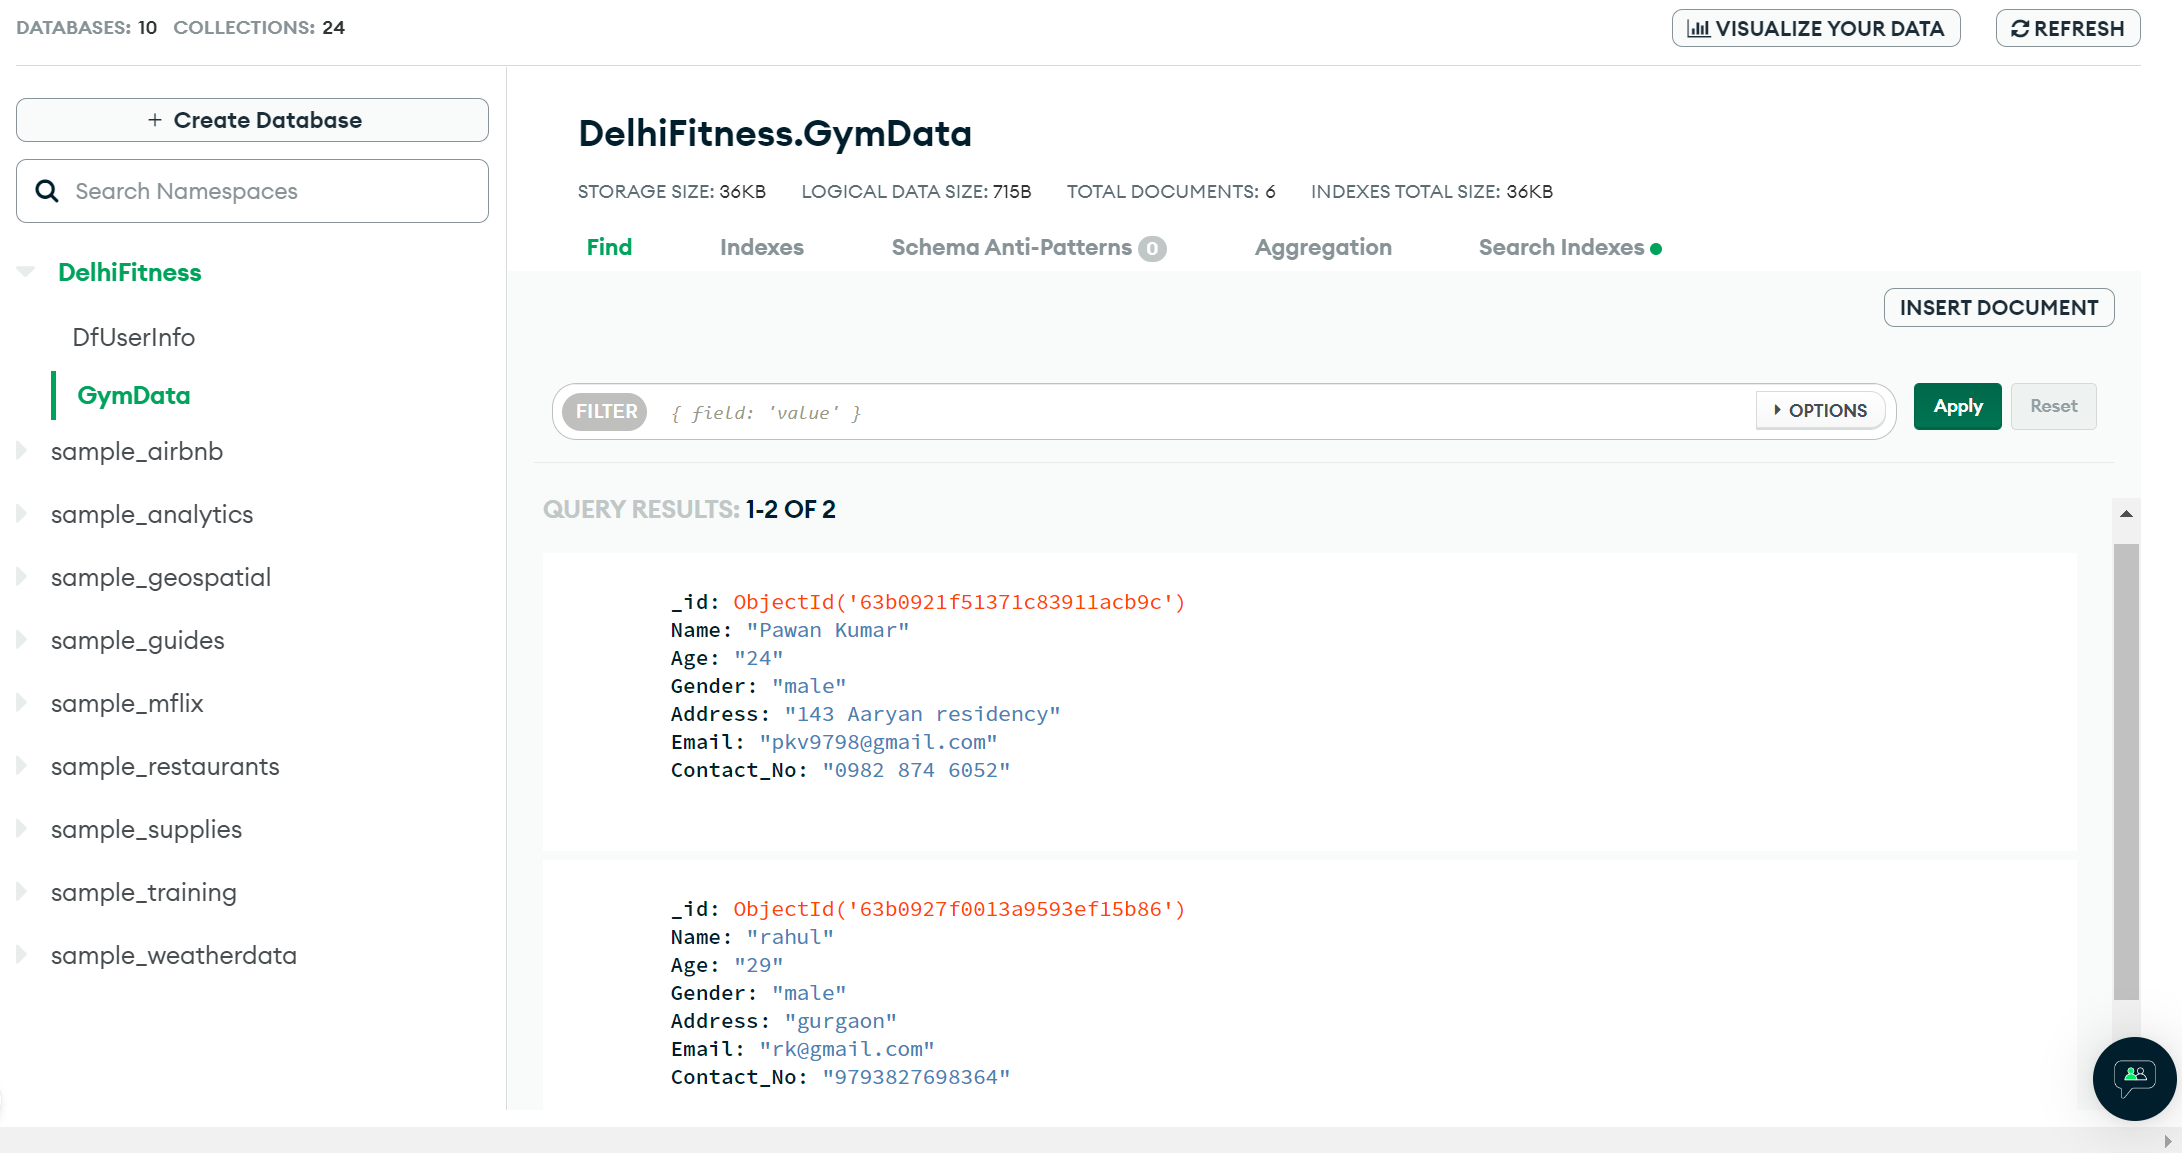 DATABASES: 10 COLLECTIONS: 24
VISUALIZE YOUR DATA
REFRESH
+ Create Database
Search Namespaces
DelhiFitness
DfUserInfo
GymData
sample_airbnb
sample_analytics
sample_geospatial
sample_guides
sample_mflix
sample_restaurants
sample_supplies
sample_training
sample_weatherdata
DelhiFitness.GymData
STORAGE SIZE: 36KB LOGICAL DATA SIZE: 715B TOTAL DOCUMENTS: 6 INDEXES TOTAL SIZE: 36KB
Find Indexes Schema Anti-Patterns 0 Aggregation Search Indexes
INSERT DOCUMENT
FILTER { field: 'value' } OPTIONS Apply Reset
QUERY RESULTS: 1-2 OF 2
_id: ObjectId('63b0921f51371c83911acb9c')
Name: "Pawan Kumar"
Age: "24"
Gender: "male"
Address: "143 Aaryan residency"
Email: "pkv9798@gmail.com"
Contact_No: "0982 874 6052"
_id: ObjectId('63b0927f0013a9593ef15b86')
Name: "rahul"
Age: "29"
Gender: "male"
Address: "gurgaon"
Email: "rk@gmail.com"
Contact_No: "9793827698364"